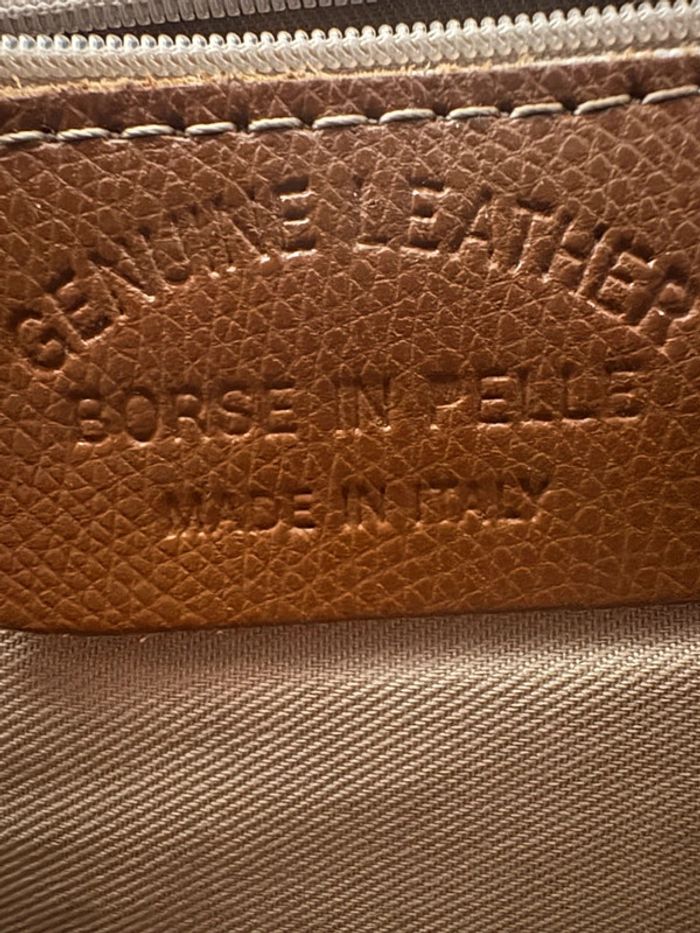 GENUINE LEATHER
BORSE IN PELLE
MADE IN ITALY